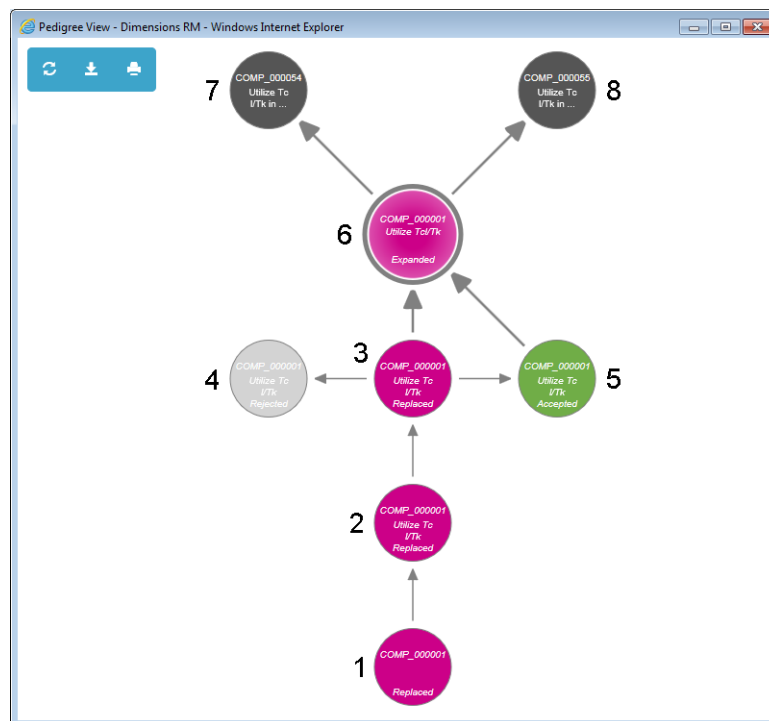 Pedigree View - Dimensions RM - Windows Internet Explorer
7
COMP_000054
Utilize Tc
l/Tk in ...
COMP_000055
Utilize Tc
l/Tk in ...
8
6
COMP_000001
Utilize Tcl/Tk
Expanded
4
COMP_000001
Utilize Tc
l/Tk
Rejected
3
COMP_000001
Utilize Tc
l/Tk
Replaced
COMP_000001
Utilize Tc
l/Tk
Accepted
5
2
COMP_000001
Utilize Tc
l/Tk
Replaced
1
COMP_000001
Replaced